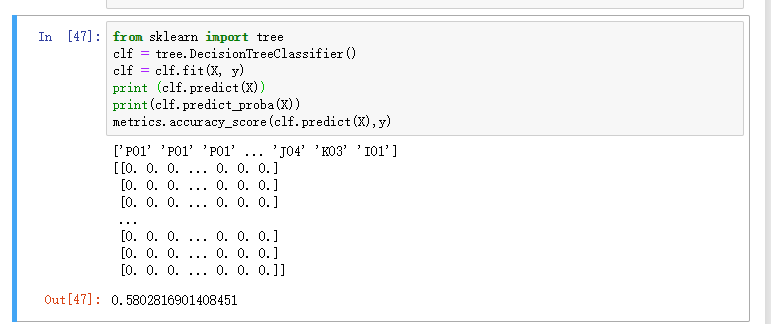 In [47]: from sklearn import tree
clf = tree.DecisionTreeClassifier()
clf = clf.fit(X, y)
print (clf.predict(X))
print(clf.predict_proba(X))
metrics.accuracy_score(clf.predict(X),y)
['P01' 'P01' 'P01' ... 'J04' 'K03' 'I01']
[[0. 0. 0. ... 0. 0. 0.]
[0. 0. 0. ... 0. 0. 0.]
[0. 0. 0. ... 0. 0. 0.]
...
[0. 0. 0. ... 0. 0. 0.]
[0. 0. 0. ... 0. 0. 0.]
[0. 0. 0. ... 0. 0. 0.]]
Out[47]: 0.5802816901408451